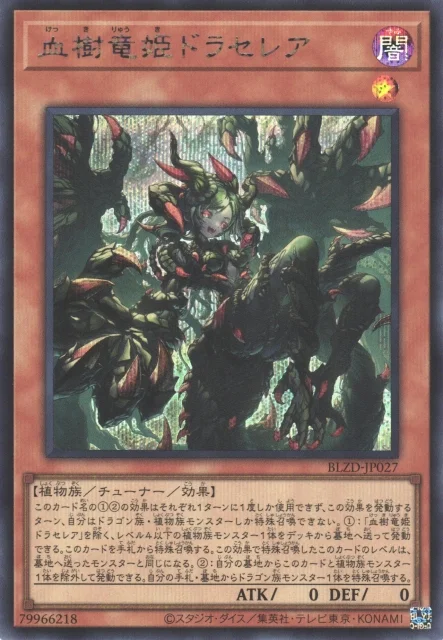 血樹竜姫ドラセレア
闇
BLZD-JP027
【植物族／チューナー／効果】
このカード名の①②の効果はそれぞれ1ターンに1度しか使用できず、この効果を発動する
ターン、自分はドラゴン族・植物族モンスターしか特殊召喚できない。①：「血樹竜姫
ドラセレア」を除く、レベル4以下の植物族モンスター1体をデッキから墓地へ送って発動
できる。このカードを手札から特殊召喚する。この効果で特殊召喚したこのカードのレベルは、
墓地へ送ったモンスターと同じになる。②：自分の墓地からこのカードと植物族モンスター
1体を除外して発動できる。自分の手札・墓地からドラゴン族モンスター1体を特殊召喚する。
ATK/ 0 DEF/ 0
79966218 ©スタジオ・ダイス／集英社・テレビ東京・KONAMI